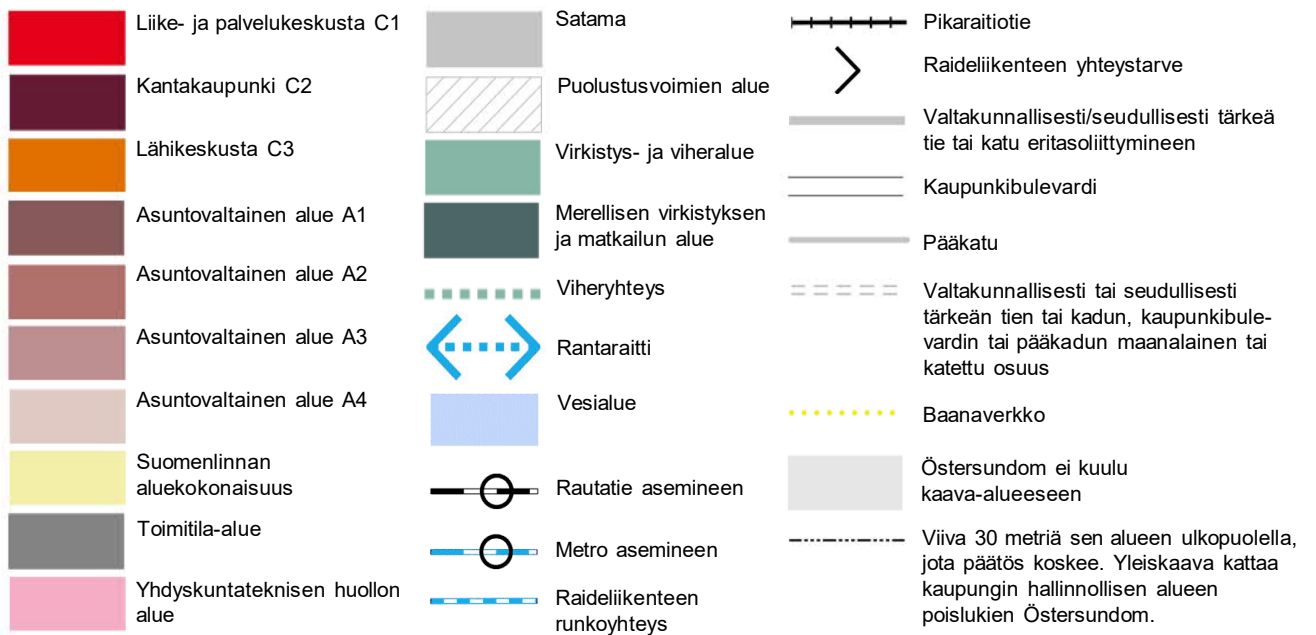 Liike- ja palvelukeskusta C1
Kantakaupunki C2
Lähikeskusta C3
Asuntovaltainen alue A1
Asuntovaltainen alue A2
Asuntovaltainen alue A3
Asuntovaltainen alue A4
Suomenlinnan
aluekokonaisuus
Toimitila-alue
Yhdyskuntateknisen huollon
alue
Satama
Puolustusvoimien alue
Virkistys- ja viheralue
Merellisen virkistyksen
ja matkailun alue
Viheryhteys
Rantaraitti
Vesialue
Rautatie asemineen
Metro asemineen
Raideliikenteen
runkoyhteys
Pikaraitiotie
Raideliikenteen yhteystarve
Valtakunnallisesti/seudullisesti tärkeä
tie tai katu eritasoliittymineen
Kaupunkibulevardi
Pääkatu
Valtakunnallisesti tai seudullisesti
tärkeän tien tai kadun, kaupunkibule-
vardin tai pääkadun maanalainen tai
katettu osuus
Baanaverkko
Östersundom ei kuulu
kaava-alueeseen
Viiva 30 metriä sen alueen ulkopuolella,
jota päätös koskee. Yleiskaava kattaa
kaupungin hallinnollisen alueen
poislukien Östersundom.